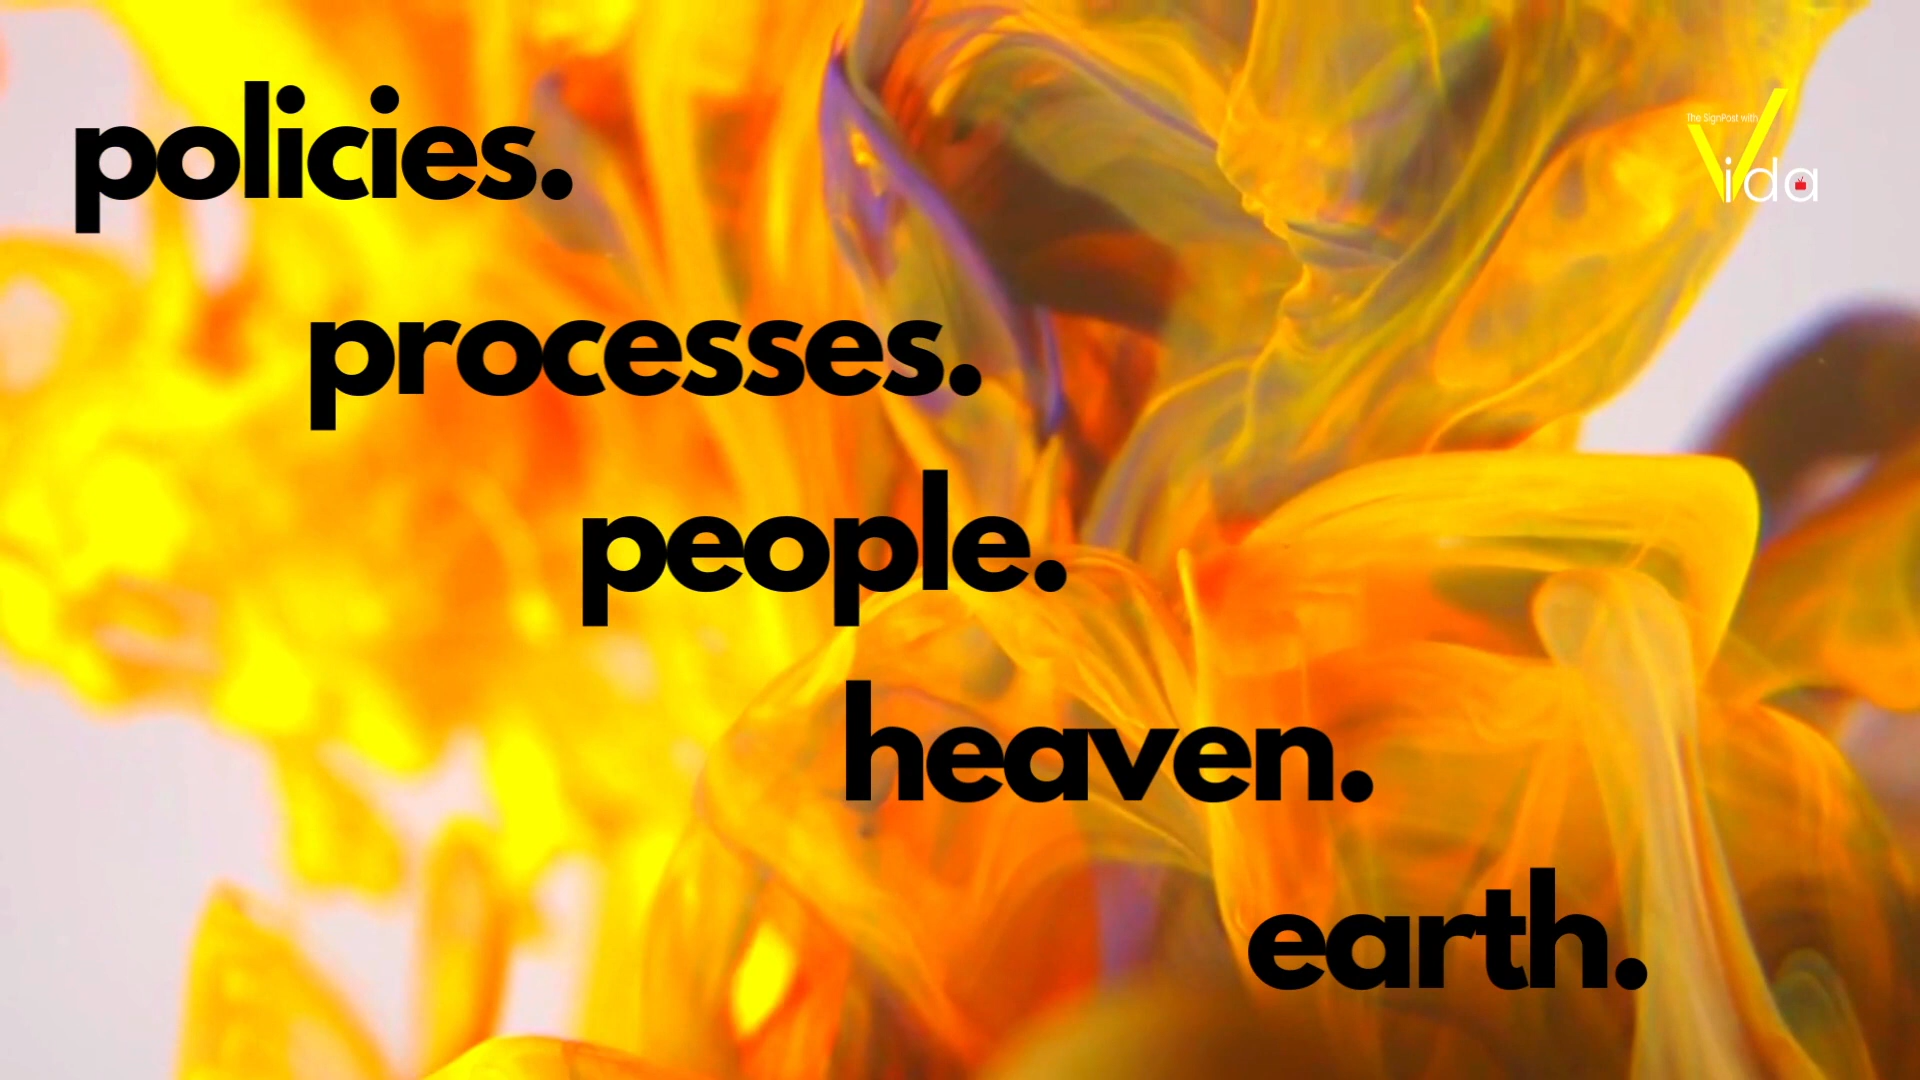 policies.
The SignPost with
Vida
processes.
people.
heaven.
earth.